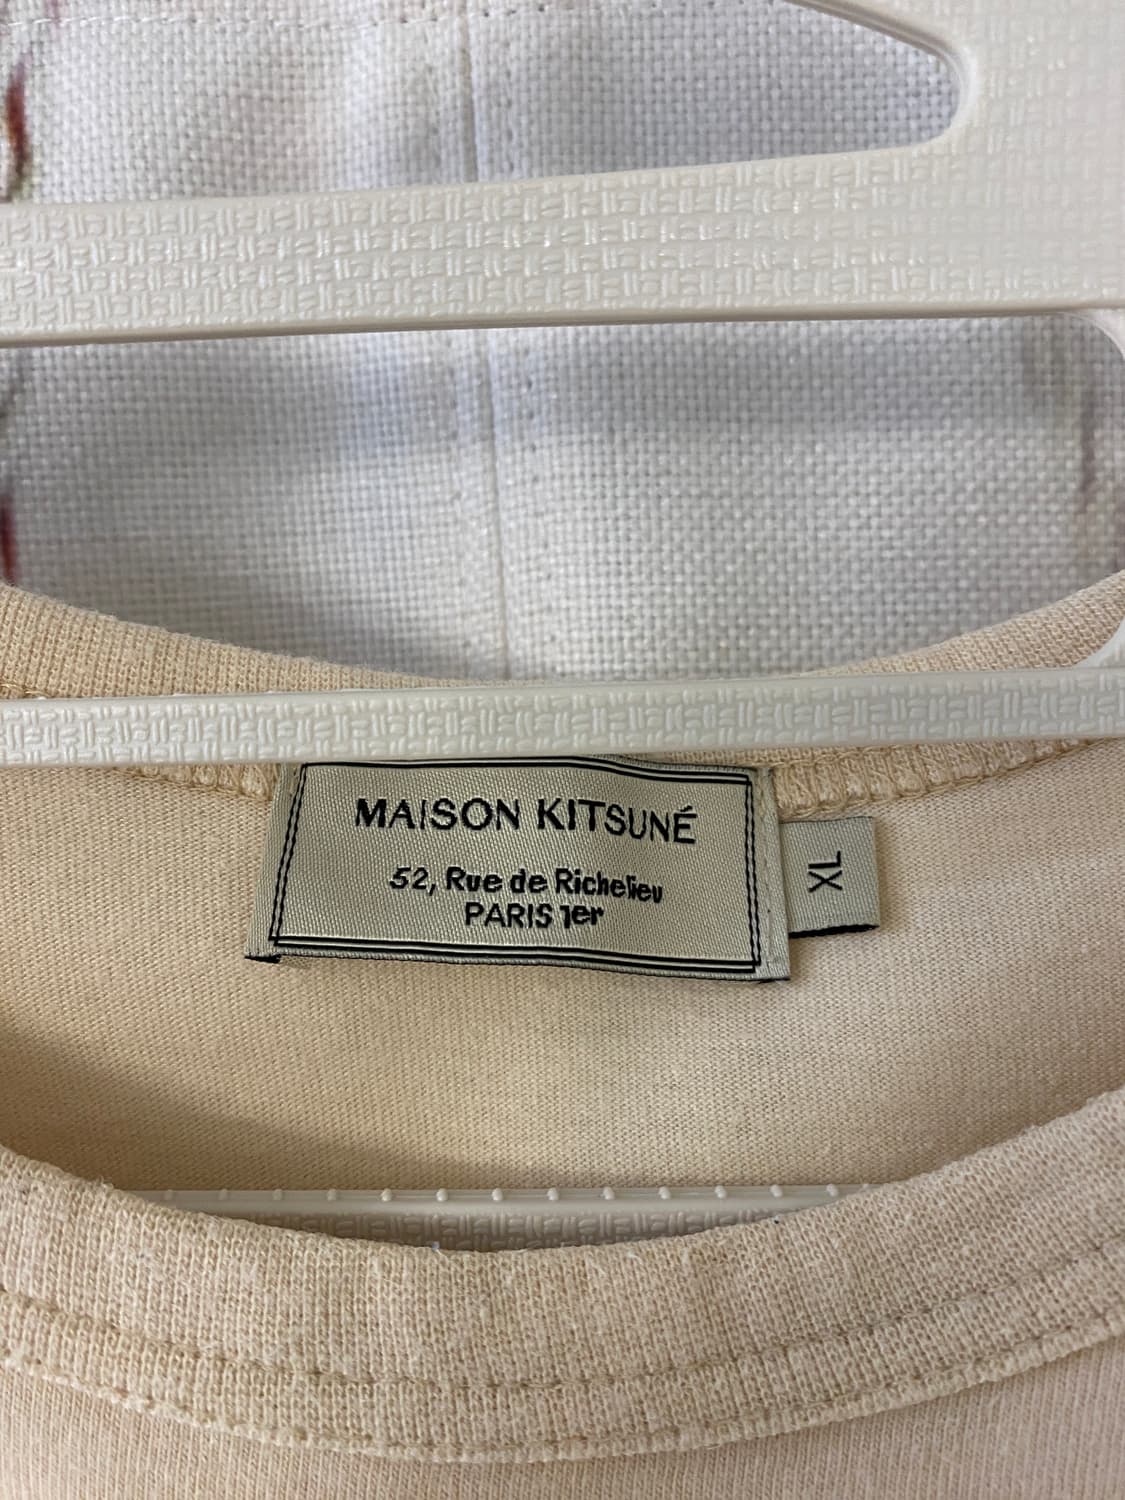 MAISON KITSUNÉ
52, Rue de Richelieu
PARIS 1er
XL